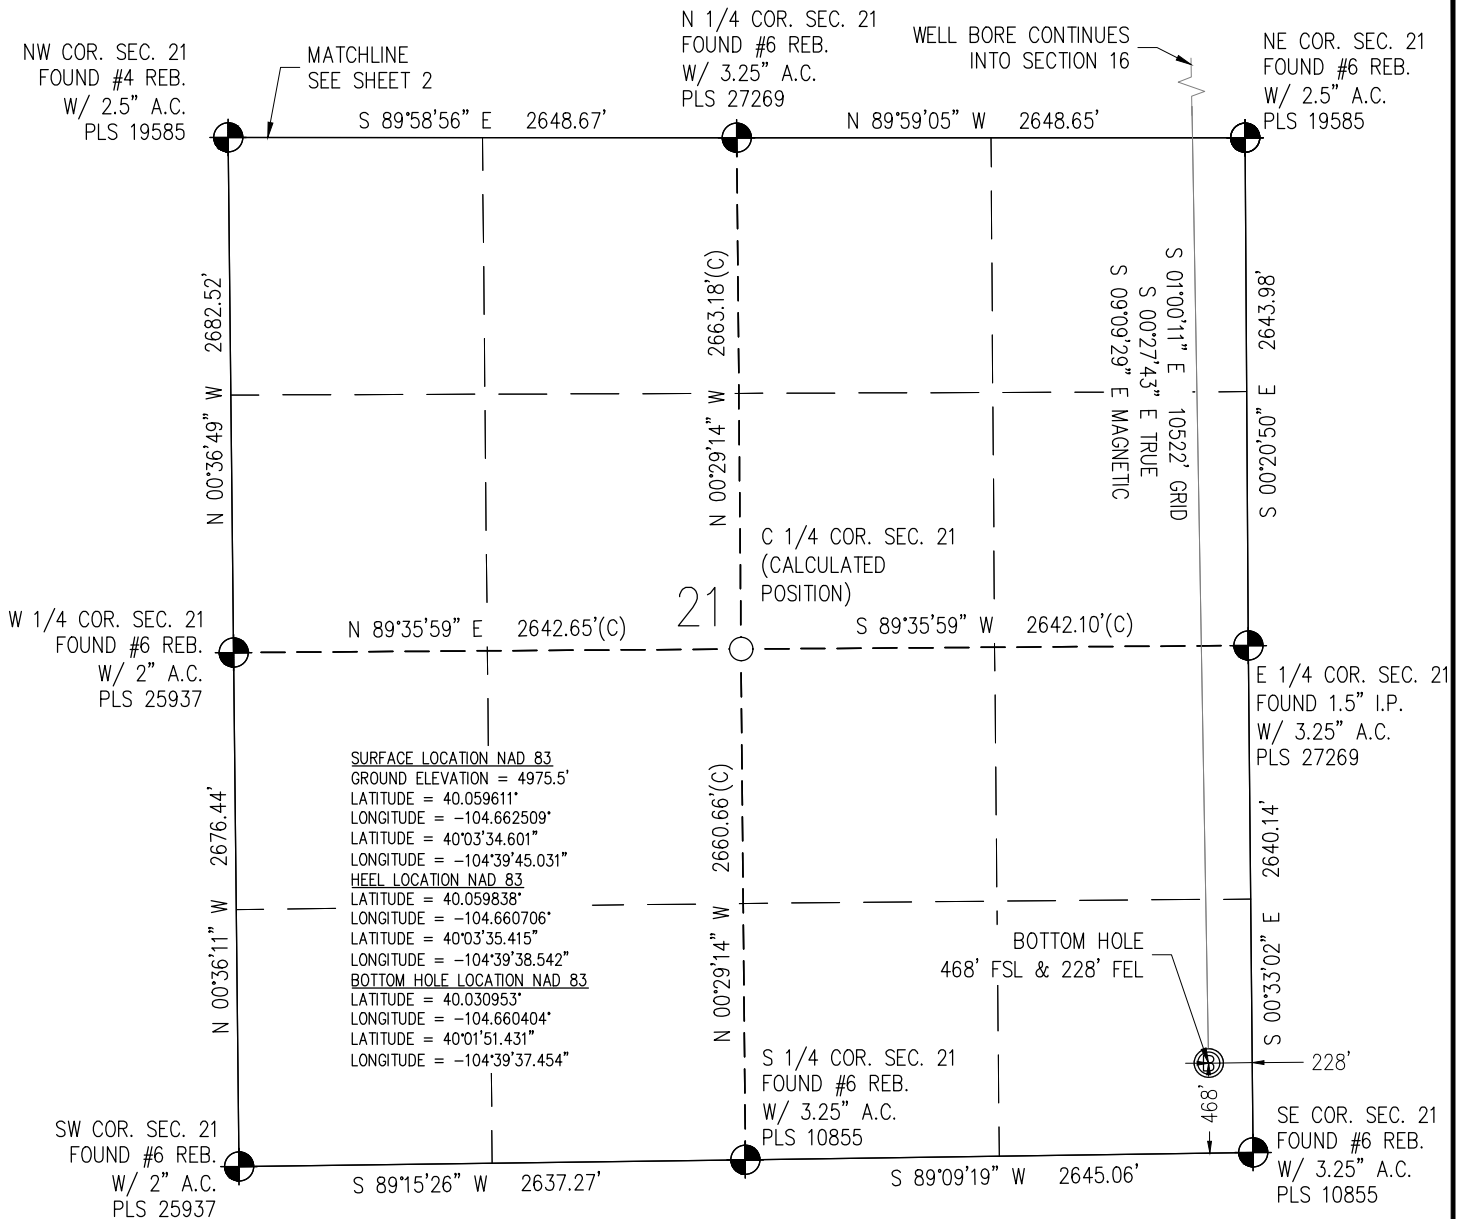 NW COR. SEC. 21
FOUND #4 REB.
W/ 2.5" A.C.
PLS 19585
MATCHLINE
SEE SHEET 2
N 1/4 COR. SEC. 21
FOUND #6 REB.
W/ 3.25" A.C.
PLS 27269
WELL BORE CONTINUES
INTO SECTION 16
NE COR. SEC. 21
FOUND #6 REB.
W/ 2.5" A.C.
PLS 19585
S 89°58'56" E 2648.67'
N 89°59'05" W 2648.65'
N 00°36'49" W 2682.52'
N 00°29'14" W 2663.18'(C)
S 01°00'11" E 10522' GRID
S 00°27'43" E TRUE
S 09°09'29" E MAGNETIC
S 00°20'50" E 2643.98'
C 1/4 COR. SEC. 21
(CALCULATED
POSITION)
21
W 1/4 COR. SEC. 21
FOUND #6 REB.
W/ 2" A.C.
PLS 25937
N 89°35'59" E 2642.65'(C)
S 89°35'59" W 2642.10'(C)
E 1/4 COR. SEC. 21
FOUND 1.5" I.P.
W/ 3.25" A.C.
PLS 27269
SURFACE LOCATION NAD 83
GROUND ELEVATION = 4975.5'
LATITUDE = 40.059611°
LONGITUDE = -104.662509°
LATITUDE = 40°03'34.601"
LONGITUDE = -104°39'45.031"
HEEL LOCATION NAD 83
LATITUDE = 40.059838°
LONGITUDE = -104.660706°
LATITUDE = 40°03'35.415"
LONGITUDE = -104°39'38.542"
BOTTOM HOLE LOCATION NAD 83
LATITUDE = 40.030953°
LONGITUDE = -104.660404°
LATITUDE = 40°01'51.431"
LONGITUDE = -104°39'37.454"
N 00°36'11" W 2676.44'
N 00°29'14" W 2660.66'(C)
S 00°33'02" E 2640.14'
BOTTOM HOLE
468' FSL & 228' FEL
228'
468'
S 1/4 COR. SEC. 21
FOUND #6 REB.
W/ 3.25" A.C.
PLS 10855
SW COR. SEC. 21
FOUND #6 REB.
W/ 2" A.C.
PLS 25937
S 89°15'26" W 2637.27'
S 89°09'19" W 2645.06'
SE COR. SEC. 21
FOUND #6 REB.
W/ 3.25" A.C.
PLS 10855